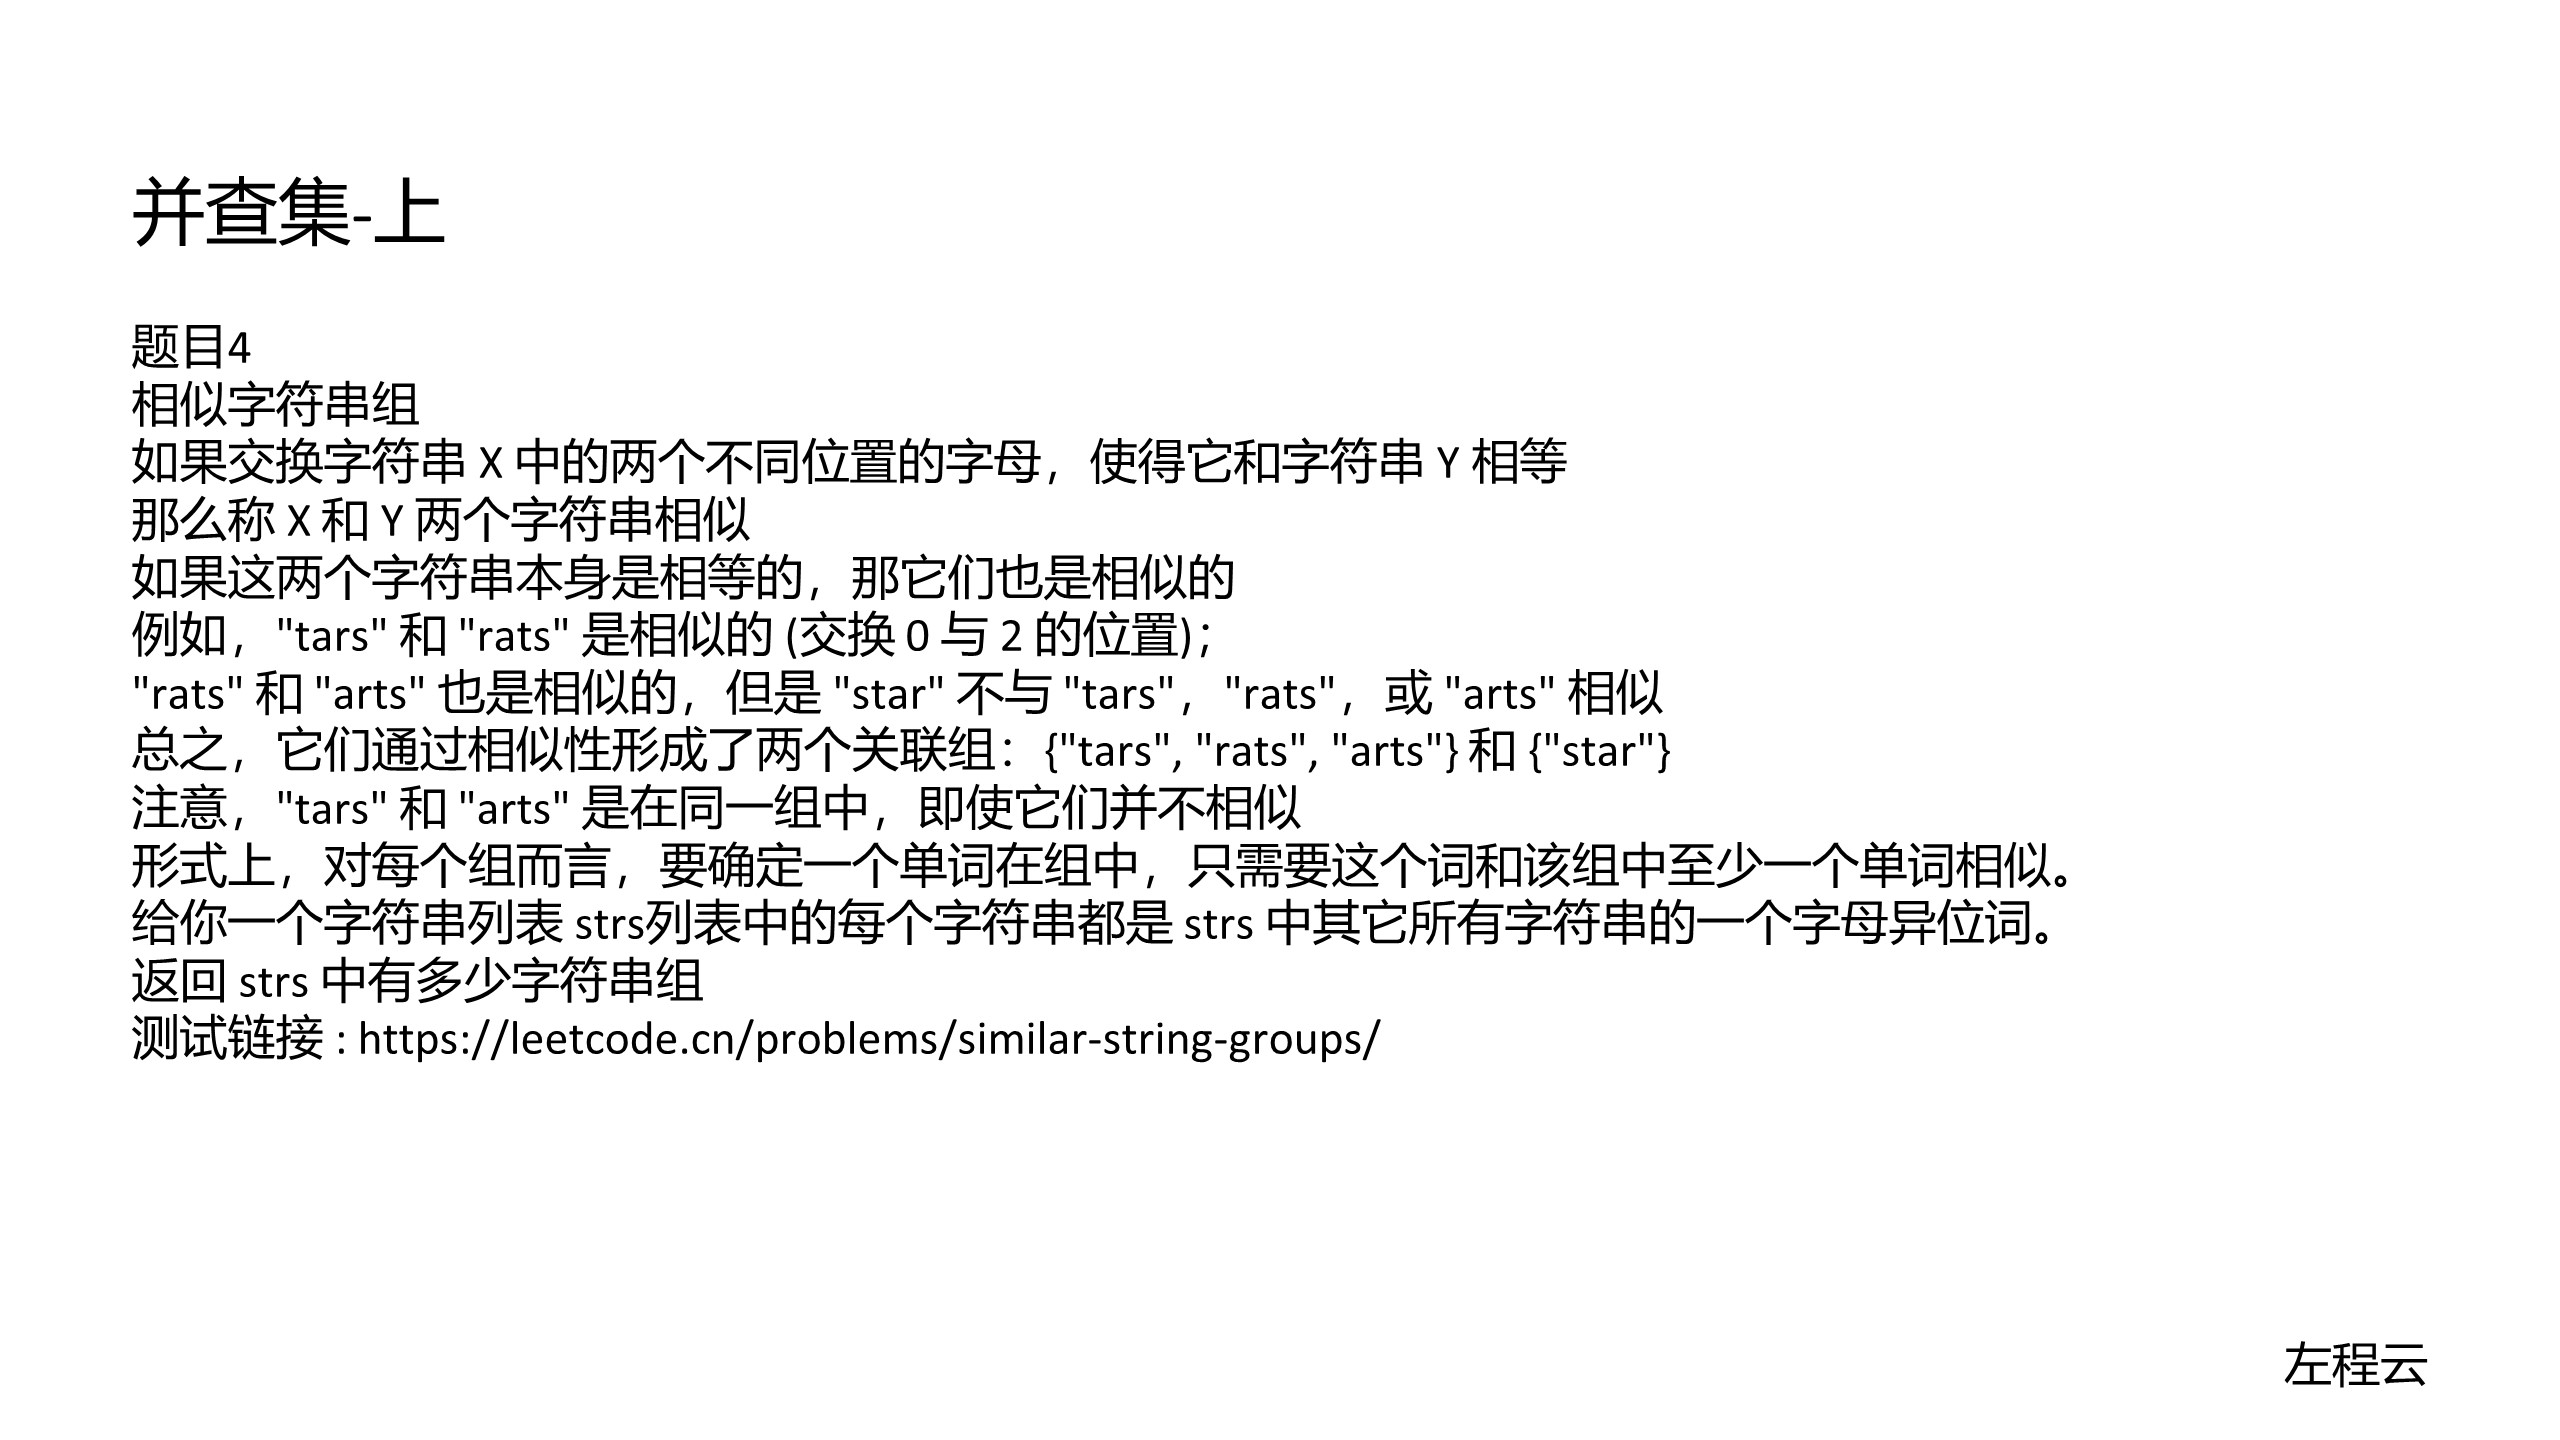 并查集-上
题目4
相似字符串组
如果交换字符串 X 中的两个不同位置的字母，使得它和字符串 Y 相等
那么称 X 和 Y 两个字符串相似
如果这两个字符串本身是相等的，那它们也是相似的
例如，"tars" 和 "rats" 是相似的 (交换 0 与 2 的位置)；
"rats" 和 "arts" 也是相似的，但是 "star" 不与 "tars"，"rats"，或 "arts" 相似
总之，它们通过相似性形成了两个关联组：{"tars", "rats", "arts"} 和 {"star"}
注意，"tars" 和 "arts" 是在同一组中，即使它们并不相似
形式上，对每个组而言，要确定一个单词在组中，只需要这个词和该组中至少一个单词相似。
给你一个字符串列表 strs列表中的每个字符串都是 strs 中其它所有字符串的一个字母异位词。
返回 strs 中有多少字符串组
测试链接 : https://leetcode.cn/problems/similar-string-groups/
左程云